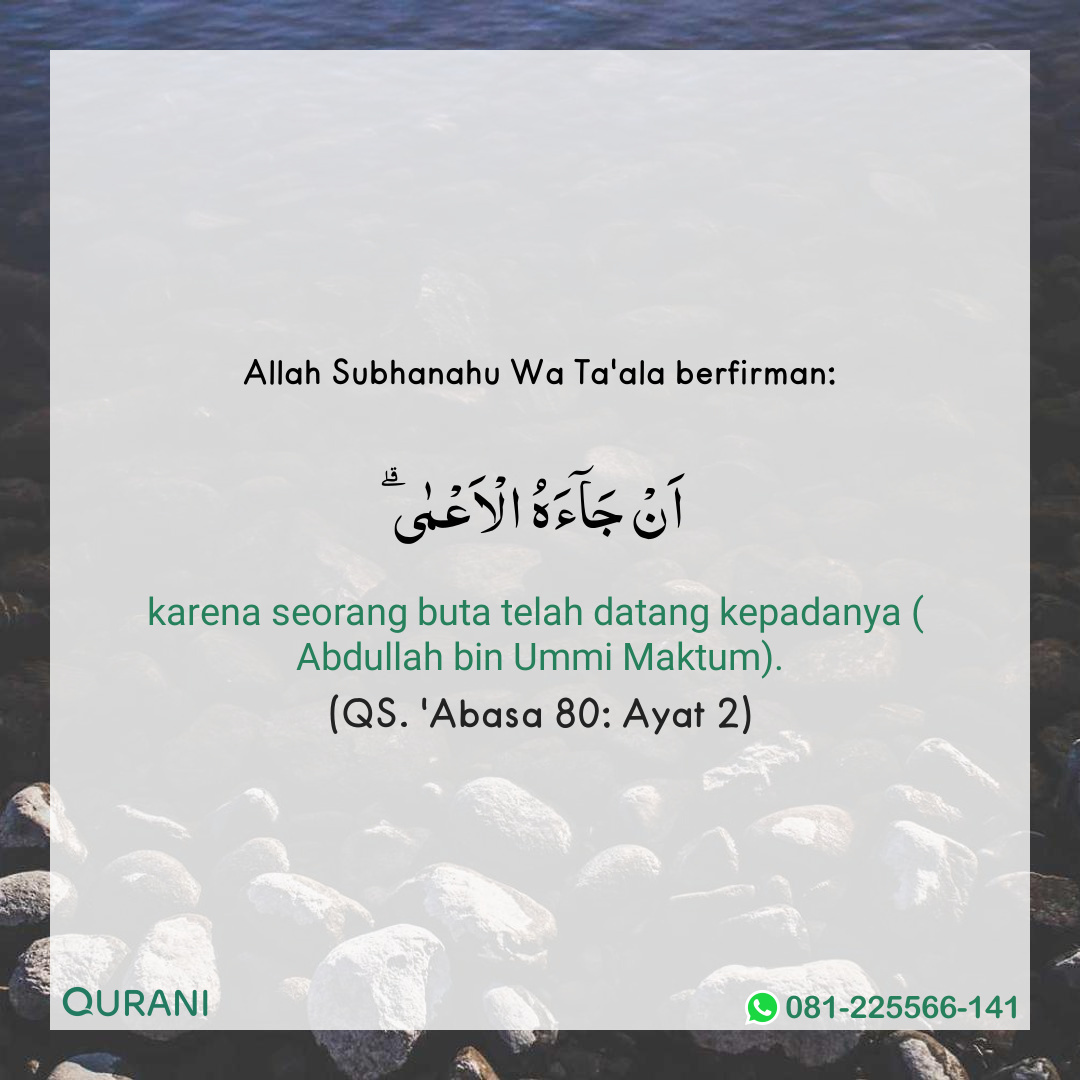 Allah Subhanahu Wa Ta'ala berfirman:
اَنْ جَاۤءَهُ الْاَعْمٰىۗ
karena seorang buta telah datang kepadanya (
Abdullah bin Ummi Maktum).
(QS. 'Abasa 80: Ayat 2)
QURANI
081-225566-141